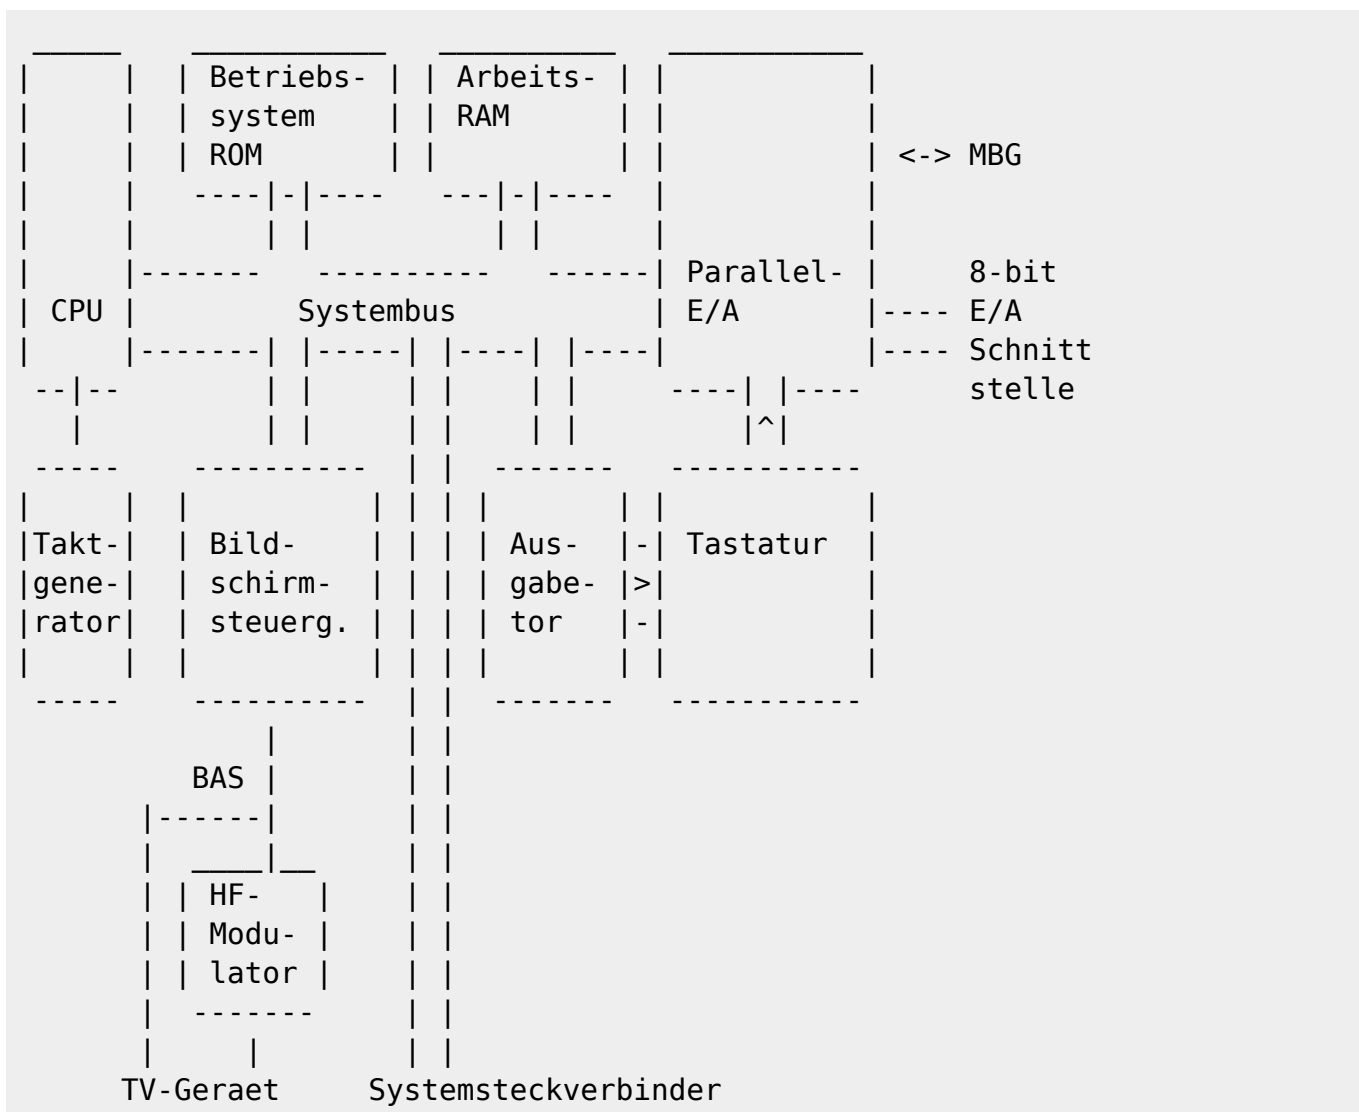 Betriebs- Arbeits-
system RAM
ROM <-> MBG
Parallel- 8-bit
CPU Systembus E/A E/A
Schnitt
stelle
Takt- Bild- Aus- Tastatur
gene- schirm- gabe-
rator steuerg. tor
BAS
HF-
Modu-
lator
TV-Geraet Systemsteckverbinder